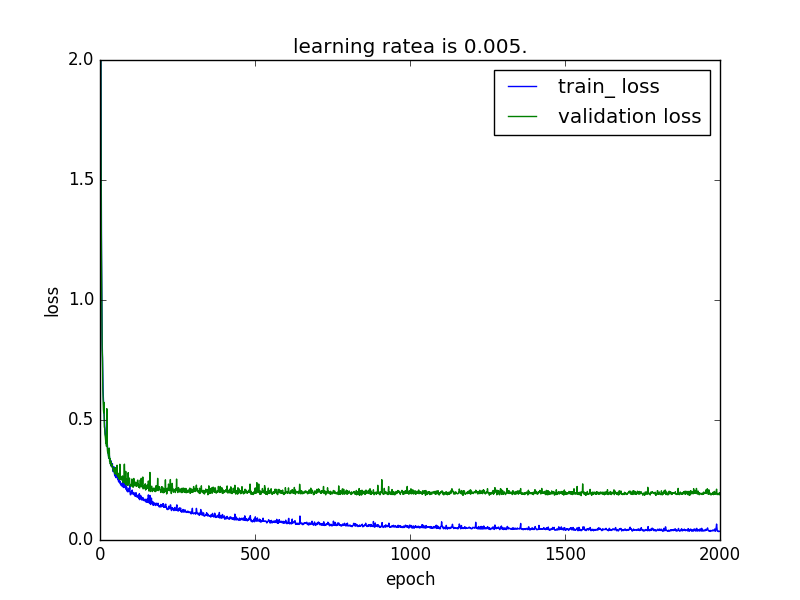 learning ratea is 0.005.
train_ loss
validation loss
2.0
1.5
1.0
0.5
0.0
loss
0 500 1000 1500 2000
epoch